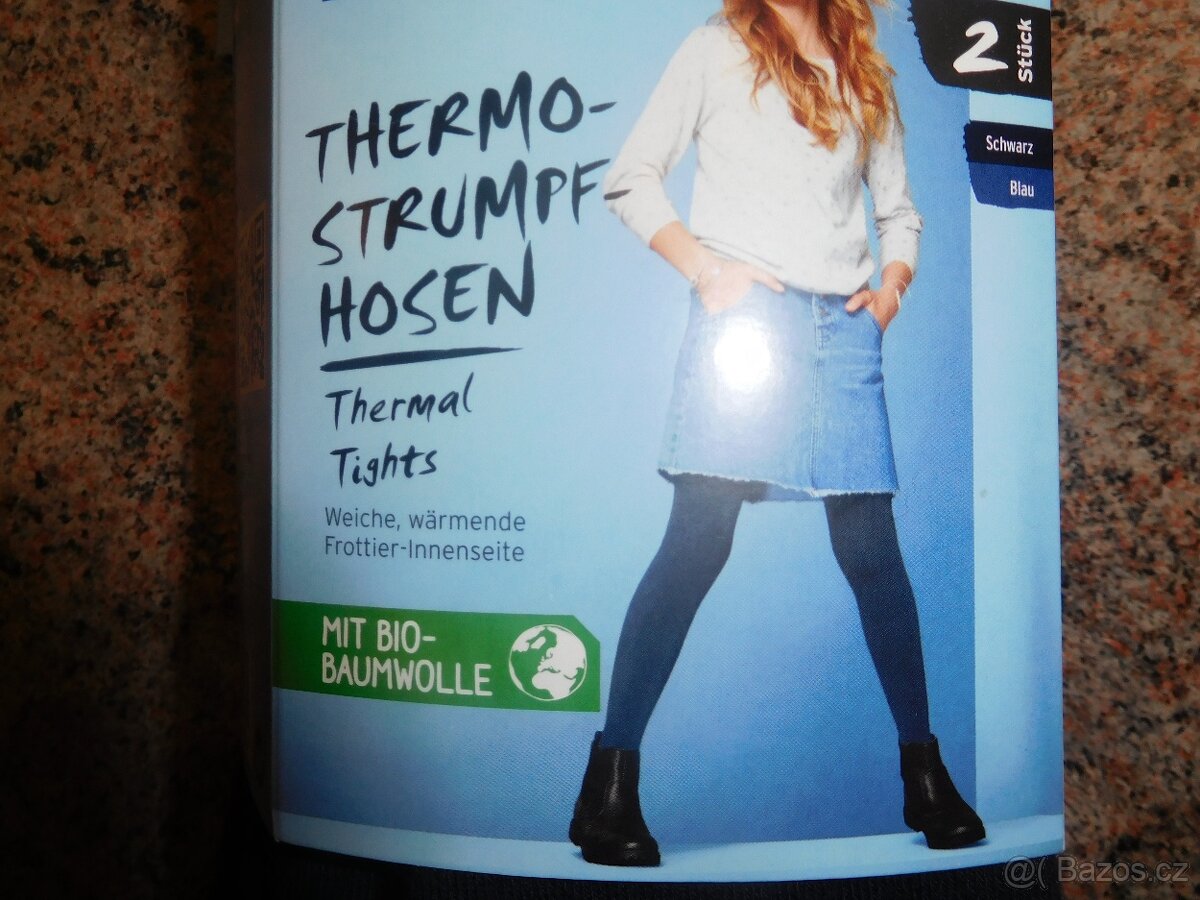 2
Stück
Schwarz
Blau
THERMO-
STRUMPF-
HOSEN
Thermal
Tights
Weiche, wärmende
Frottier-Innenseite
MIT BIO-
BAUMWOLLE
@( Bazos.cz